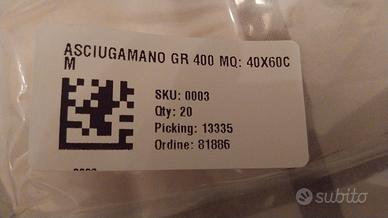 ASCIUGAMANO GR 400 MQ: 40X60C
M
SKU: 0003
Qty: 20
Picking: 13335
Ordine: 81886
subito